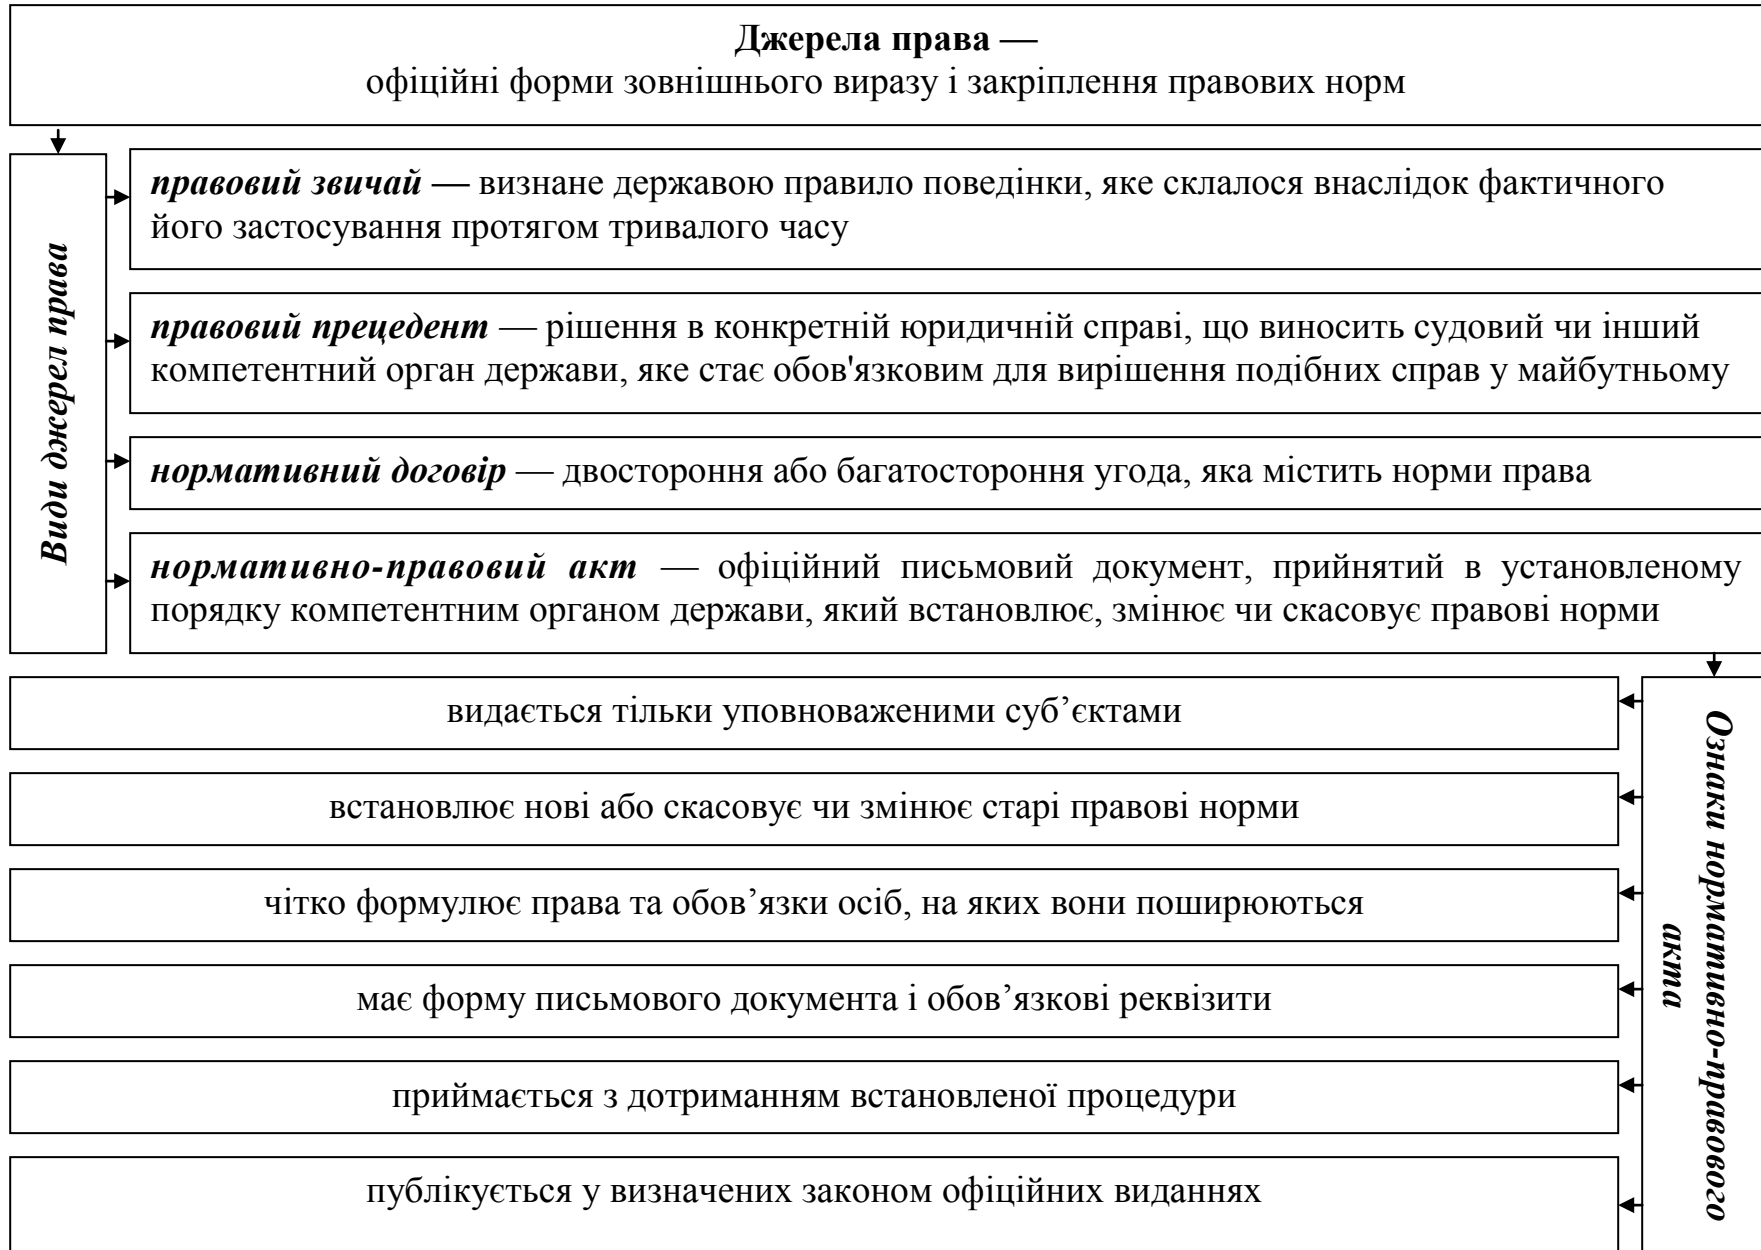 Джерела права —
офіційні форми зовнішнього виразу і закріплення правових норм
Види джерел права
правовий звичай — визнане державою правило поведінки, яке склалося внаслідок фактичного
його застосування протягом тривалого часу
правовий прецедент — рішення в конкретній юридичній справі, що виносить судовий чи інший
компетентний орган держави, яке стає обов'язковим для вирішення подібних справ у майбутньому
нормативний договір — двостороння або багатостороння угода, яка містить норми права
нормативно-правовий акт — офіційний письмовий документ, прийнятий в установленому
порядку компетентним органом держави, який встановлює, змінює чи скасовує правові норми
Ознаки нормативно-правового
акта
видається тільки уповноваженими суб’єктами
встановлює нові або скасовує чи змінює старі правові норми
чітко формулює права та обов’язки осіб, на яких вони поширюються
має форму письмового документа і обов’язкові реквізити
приймається з дотриманням встановленої процедури
публікується у визначених законом офіційних виданнях